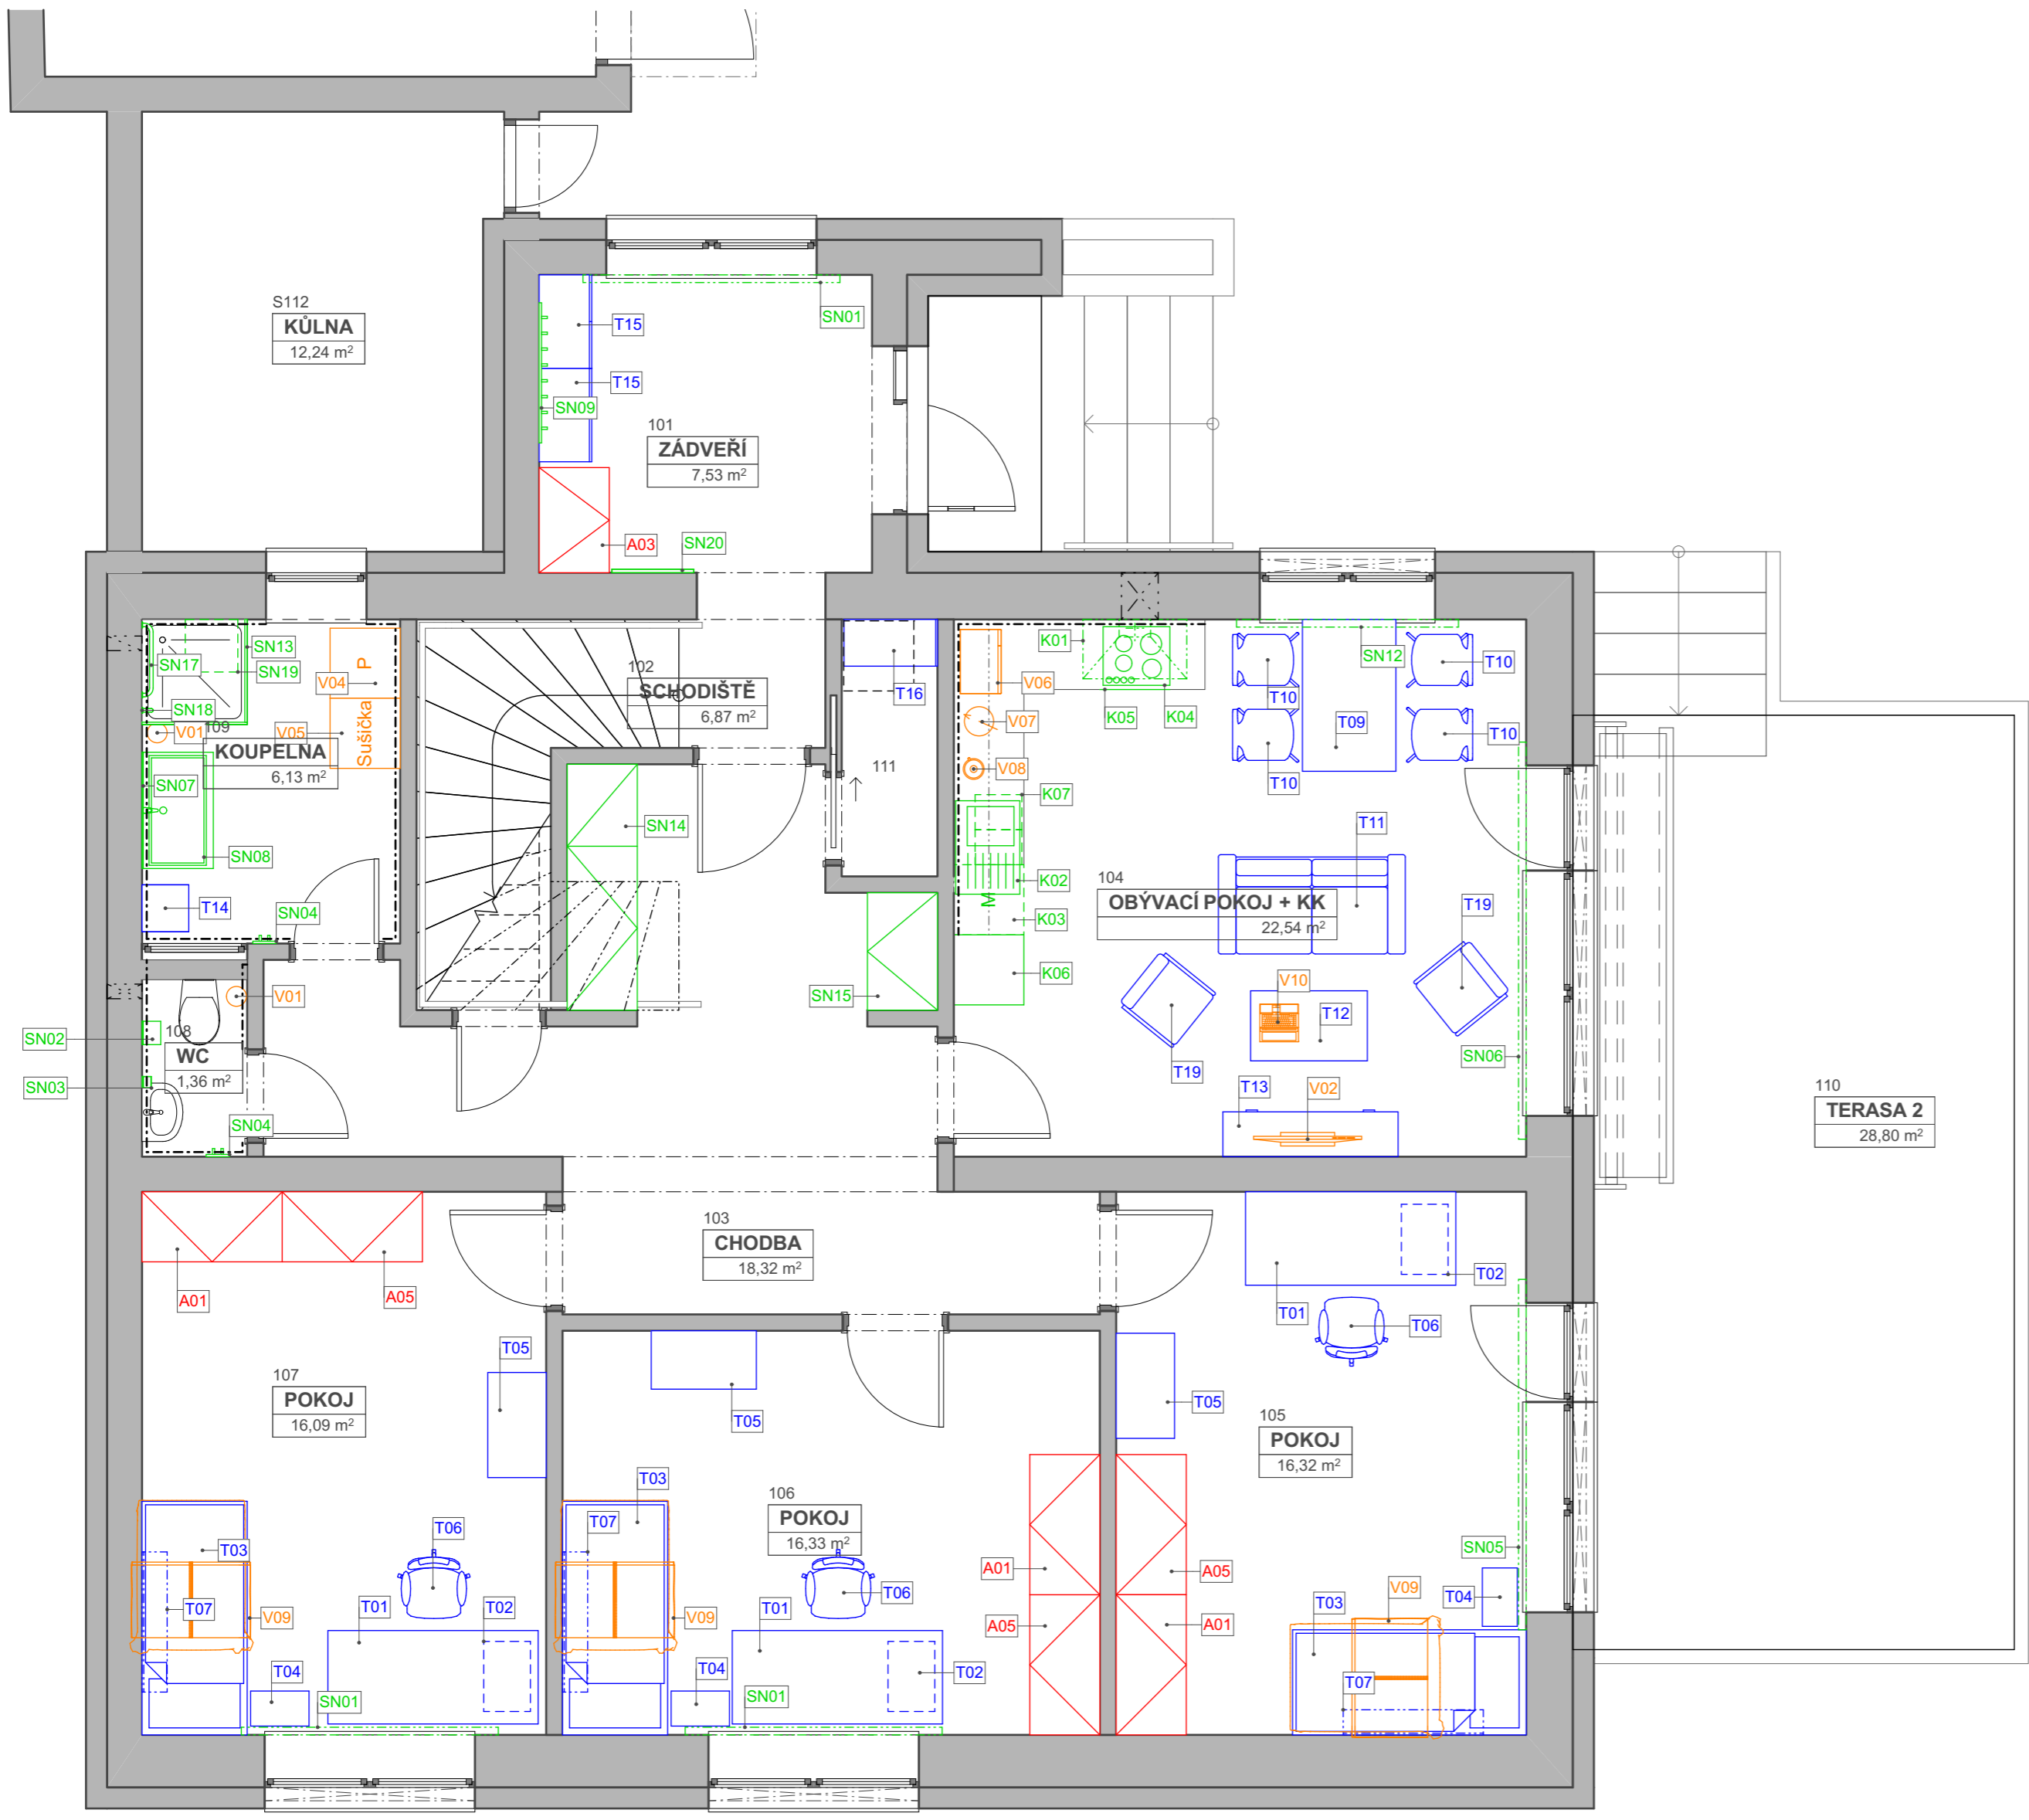 S112
KŮLNA
12,24 m²
T15
SN01
T15
SN09
101
ZÁDVEŘÍ
7,53 m²
A03
SN20
SN13
SN17
SN19
P
V04
SN18
V01
109
V05
Sušička
KOUPELNA
6,13 m²
SN07
SN08
T14
SN04
102
SCHODIŠTĚ
6,87 m²
T16
111
SN14
SN15
K01
V06
K05
K04
V07
V08
K07
K02
M
K03
K06
SN12
T10
T10
T09
T10
T10
T11
104
OBÝVACÍ POKOJ + KK
22,54 m²
T19
V10
T12
T19
SN06
T13
V02
V01
SN02
108
WC
1,36 m²
SN03
SN04
110
TERASA 2
28,80 m²
103
CHODBA
18,32 m²
A01
A05
T05
107
POKOJ
16,09 m²
T03
T06
T07
V09
T01
T02
T04
SN01
T05
106
POKOJ
16,33 m²
T03
T07
T06
V09
T01
T02
T04
SN01
A01
A05
T01
T02
T06
T05
105
POKOJ
16,32 m²
A05
A01
SN05
T04
V09
T03
T07